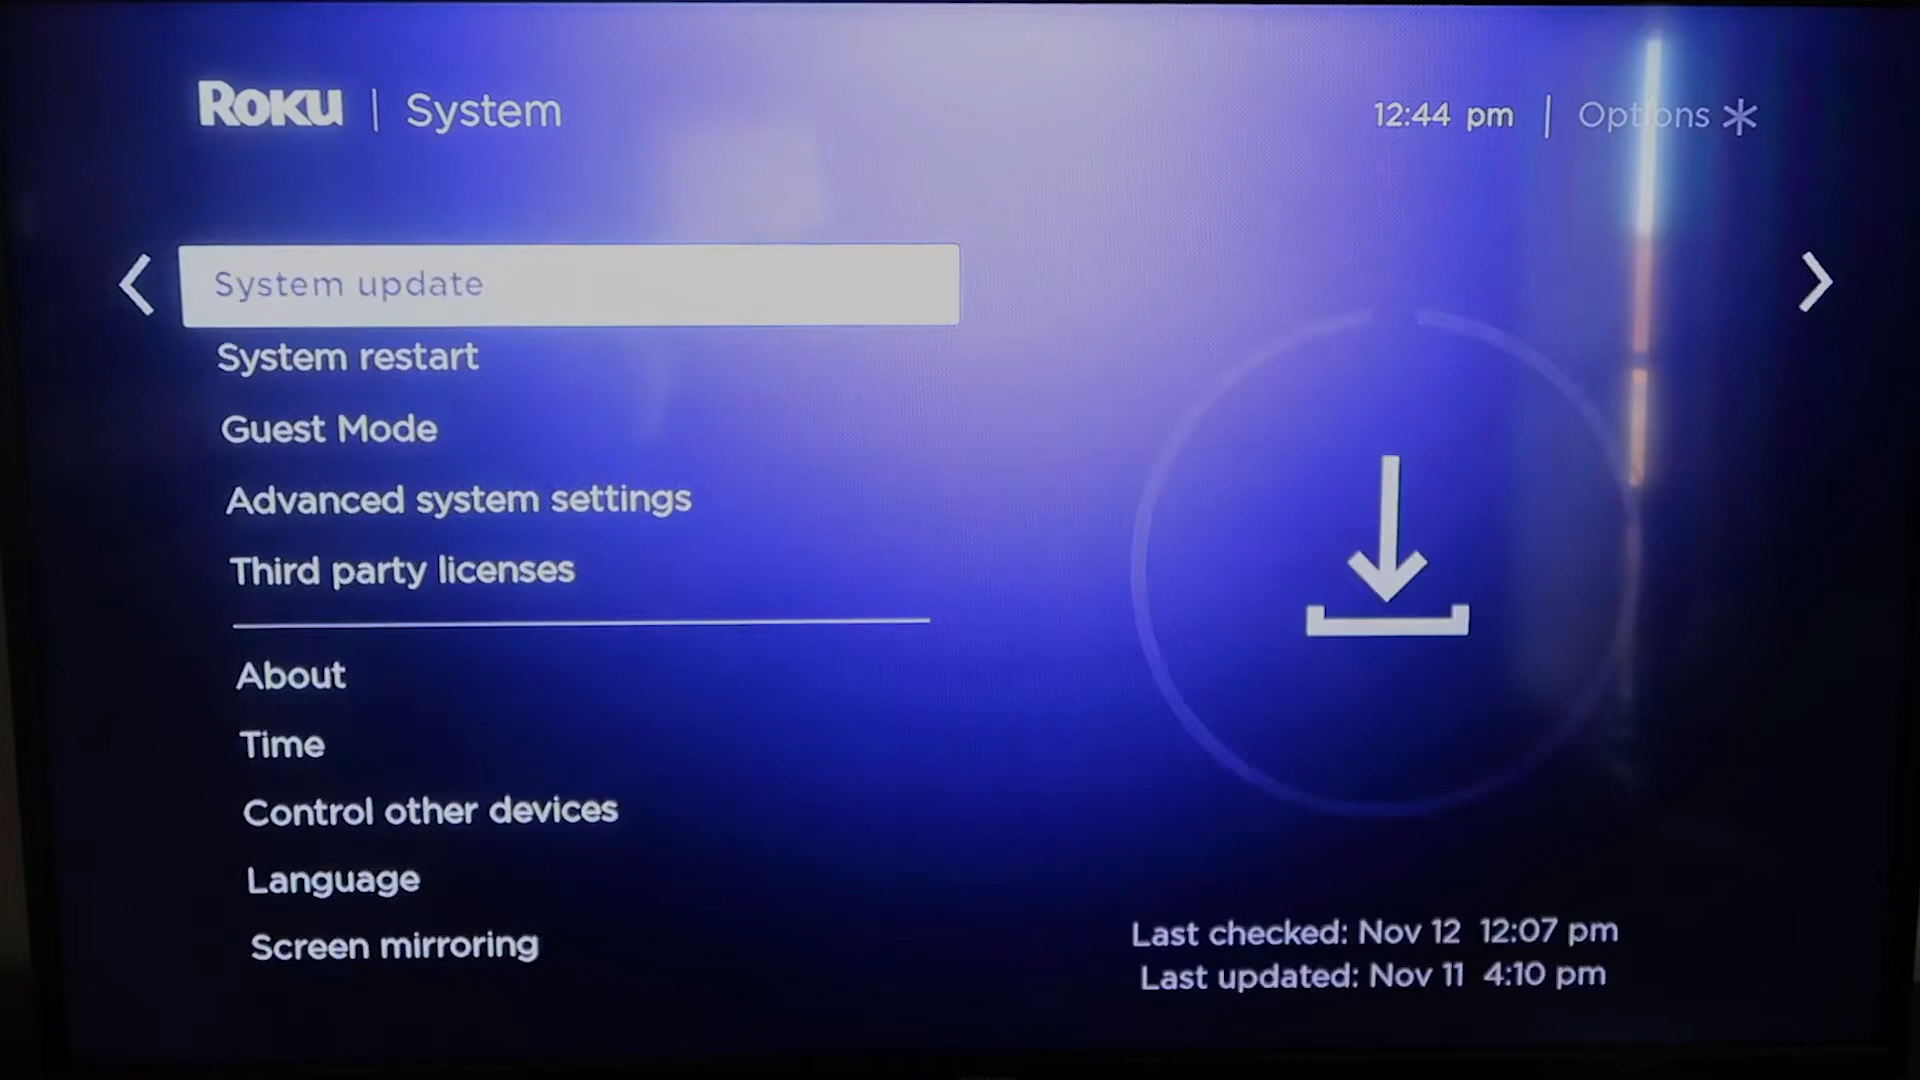 Roku | System
12:44 pm | Options *
System update
System restart
Guest Mode
Advanced system settings
Third party licenses
About
Time
Control other devices
Language
Screen mirroring
Last checked: Nov 12 12:07 pm
Last updated: Nov 11 4:10 pm